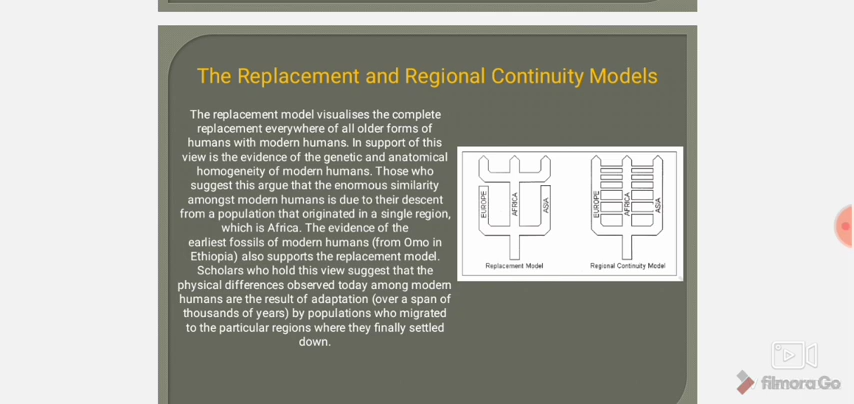 The Replacement and Regional Continuity Models
The replacement model visualises the complete
replacement everywhere of all older forms of
humans with modern humans. In support of this
view is the evidence of the genetic and anatomical
homogeneity of modern humans. Those who
suggest this argue that the enormous similarity
amongst modern humans is due to their descent
from a population that originated in a single region,
which is Africa. The evidence of the
earliest fossils of modern humans (from Omo in
Ethiopia) also supports the replacement model.
Scholars who hold this view suggest that the
physical differences observed today among modern
humans are the result of adaptation (over a span of
thousands of years) by populations who migrated
to the particular regions where they finally settled
down.
EUROPE
AFRICA
ASIA
Replacement Model
EUROPE
AFRICA
ASIA
Regional Continuity Model
filmora Go